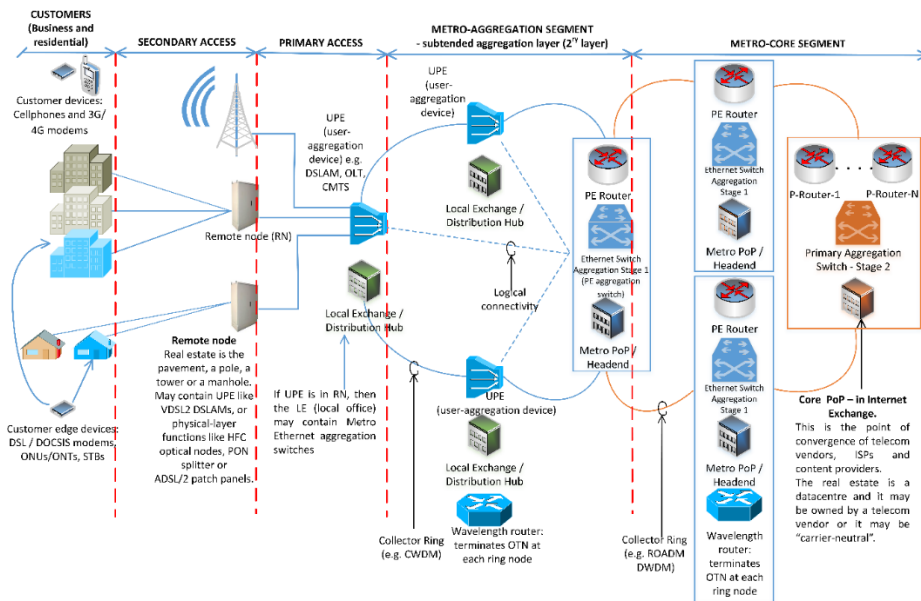 CUSTOMERS
(Business and
residential)
SECONDARY ACCESS
PRIMARY ACCESS
METRO-AGGREGATION SEGMENT
- subtended aggregation layer (2ry layer)
METRO-CORE SEGMENT
Customer devices:
Cellphones and 3G/
4G modems
Customer edge devices:
DSL / DOCSIS modems,
ONUs/ONTs, STBs
Remote node (RN)
Remote node
Real estate is the
pavement, a pole, a
tower or a manhole.
May contain UPE like
VDSL2 DSLAMs, or
physical-layer
functions like HFC
optical nodes, PON
splitter or
ADSL/2 patch panels.
UPE
(user-
aggregation
device) e.g.
DSLAM, OLT,
CMTS
Local Exchange /
Distribution Hub
If UPE is in RN, then
the LE (local office)
may contain Metro
Ethernet aggregation
switches
UPE
(user-
aggregation
device)
Local Exchange /
Distribution Hub
Logical
connectivity
UPE
(user-aggregation device)
Local Exchange /
Distribution Hub
Wavelength router:
terminates OTN at
each ring node
Collector Ring
(e.g. CWDM)
PE Router
Ethernet Switch
Aggregation Stage 1
(PE aggregation
switch)
Metro PoP /
Headend
Collector Ring
(e.g. ROADM
DWDM)
PE Router
Ethernet Switch
Aggregation Stage
1
Metro PoP /
Headend
PE Router
Ethernet Switch
Aggregation Stage
1
Metro PoP /
Headend
Wavelength
router:
terminates OTN
at each ring
node
P-Router-1
P-Router-N
Primary Aggregation
Switch - Stage 2
Core PoP – in Internet
Exchange.
This is the point of
convergence of telecom
vendors, ISPs and
content providers.
The real estate is a
datacentre and it may
be owned by a telecom
vendor or it may be
"carrier-neutral".